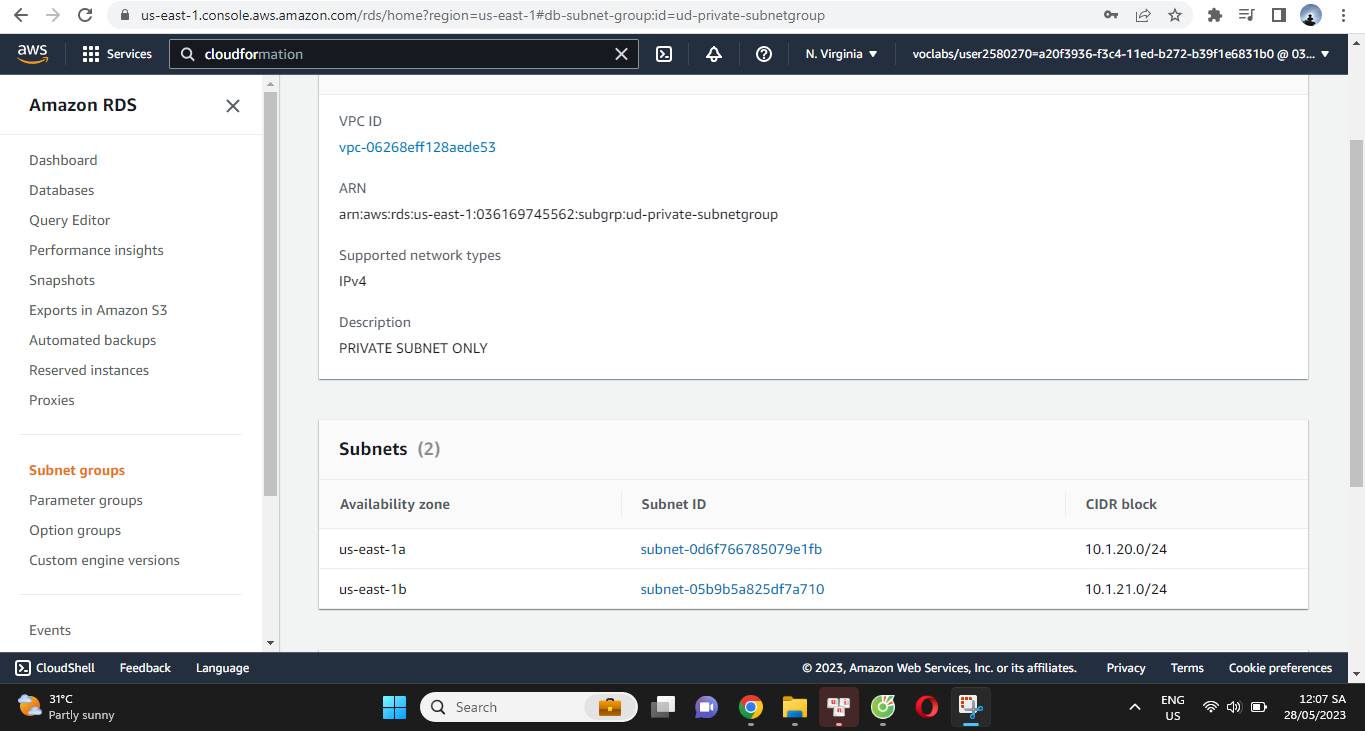 us-east-1.console.aws.amazon.com/rds/home?region=us-east-1#db-subnet-group:id=ud-private-subnetgroup
aws
Services
cloudformation
N. Virginia
voclabs/user2580270=a20f3936-f3c4-11ed-b272-b39f1e6831b0 @ 03...
Amazon RDS
Dashboard
Databases
Query Editor
Performance insights
Snapshots
Exports in Amazon S3
Automated backups
Reserved instances
Proxies
Subnet groups
Parameter groups
Option groups
Custom engine versions
Events
VPC ID
vpc-06268eff128aede53
ARN
arn:aws:rds:us-east-1:036169745562:subgrp:ud-private-subnetgroup
Supported network types
IPv4
Description
PRIVATE SUBNET ONLY
Subnets (2)
Availability zone Subnet ID CIDR block
us-east-1a subnet-0d6f766785079e1fb 10.1.20.0/24
us-east-1b subnet-05b9b5a825df7a710 10.1.21.0/24
CloudShell Feedback Language © 2023, Amazon Web Services, Inc. or its affiliates. Privacy Terms Cookie preferences
31°C
Partly sunny
Search
ENG
US
12:07 SA
28/05/2023